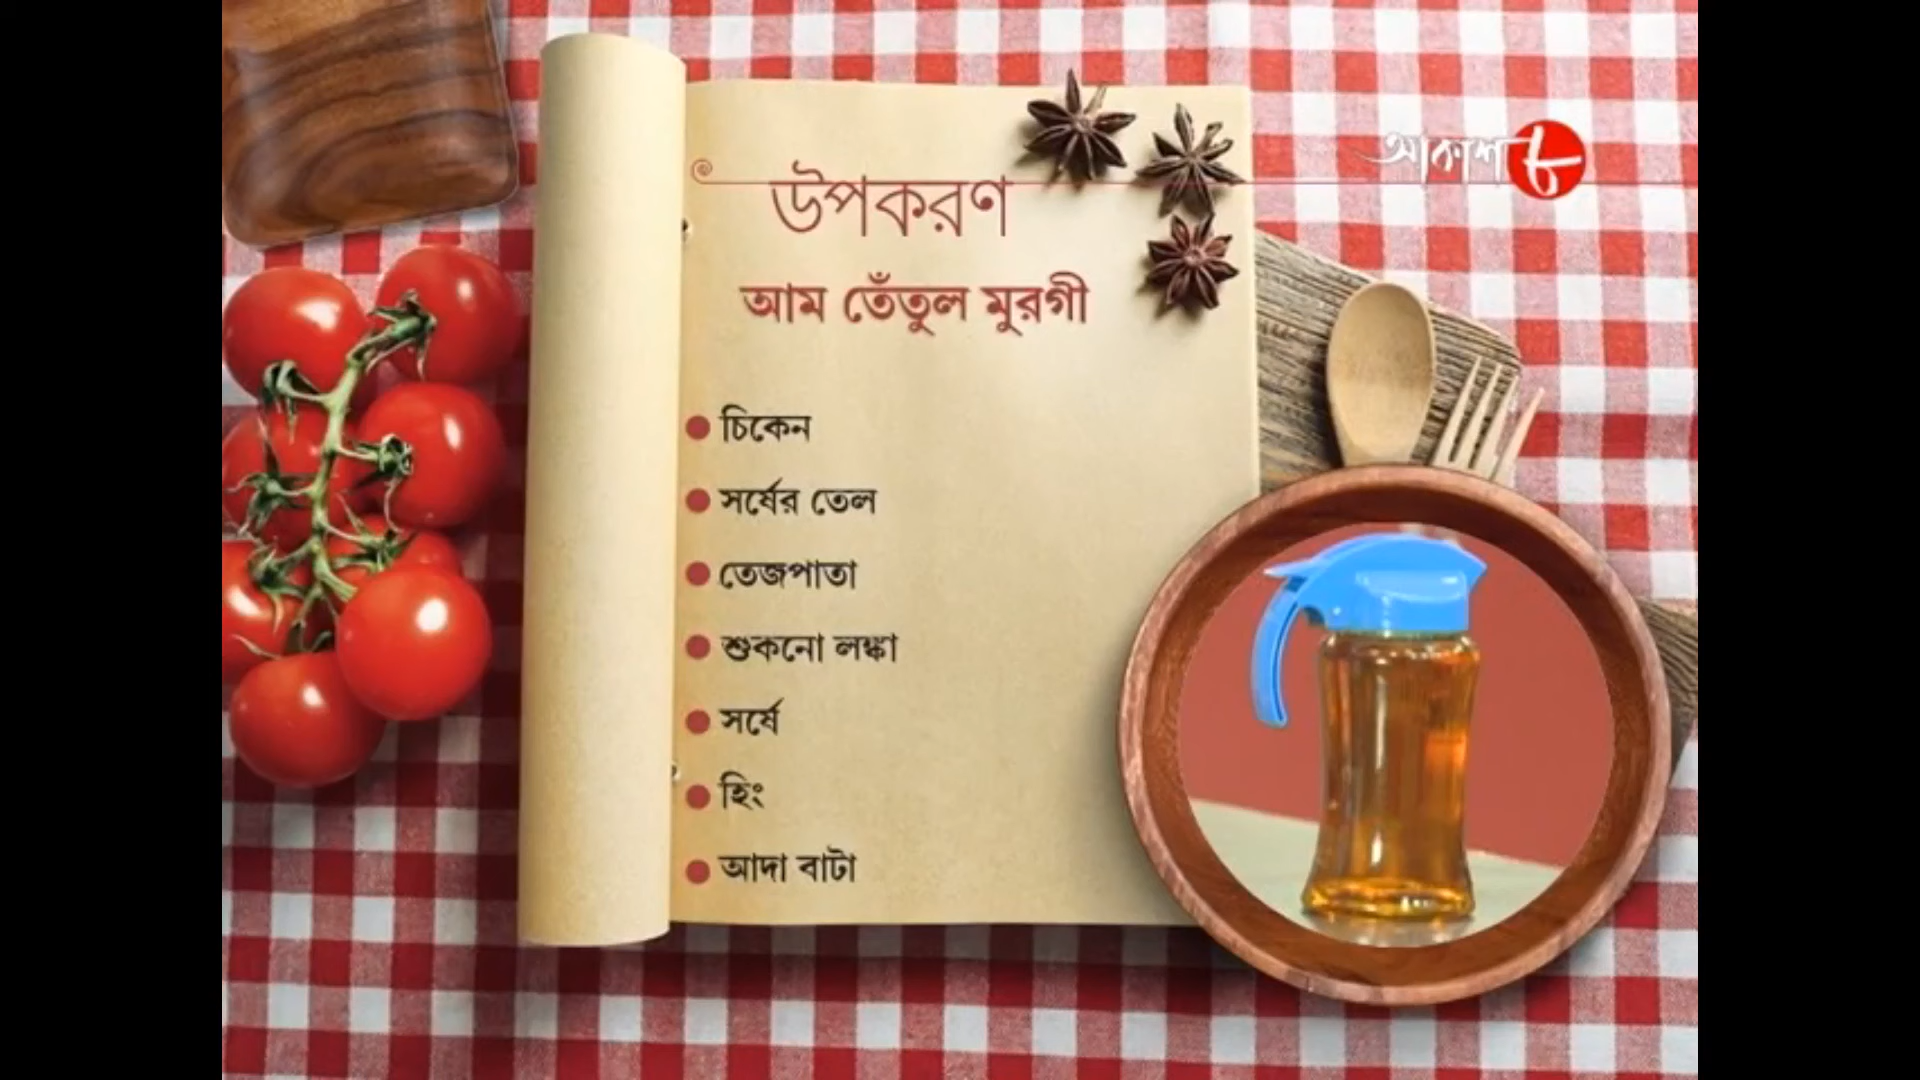 উপকরণ
আম তেঁতুল মুরগী
চিকেন
সর্ষের তেল
তেজপাতা
শুকনো লঙ্কা
সর্ষে
হিং
আদা বাটা
আকাশ ৮